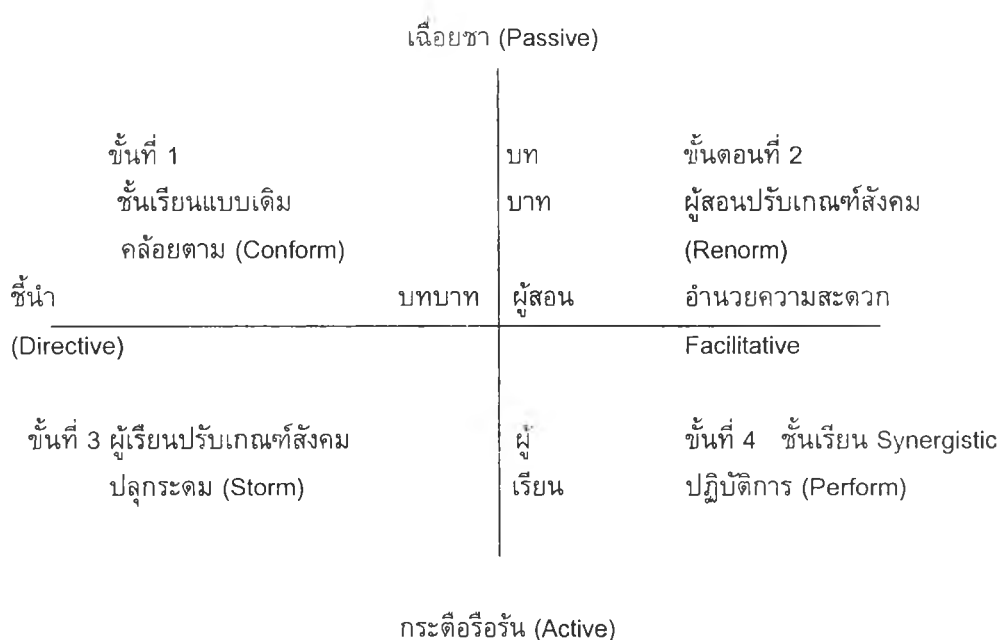 เฉื่อยชา (Passive)
ขั้นที่ 1 บท ขั้นตอนที่ 2
ชั้นเรียนแบบเดิม บาท ผู้สอนปรับเกณฑ์สังคม
คล้อยตาม (Conform) (Renorm)
ชี้นำ บทบาท ผู้สอน อำนวยความสะดวก
(Directive) Facilitative
ขั้นที่ 3 ผู้เรียนปรับเกณฑ์สังคม ผู้ ขั้นที่ 4 ชั้นเรียน Synergistic
ปลุกระดม (Storm) เรียน ปฏิบัติการ (Perform)
กระตือรือร้น (Active)